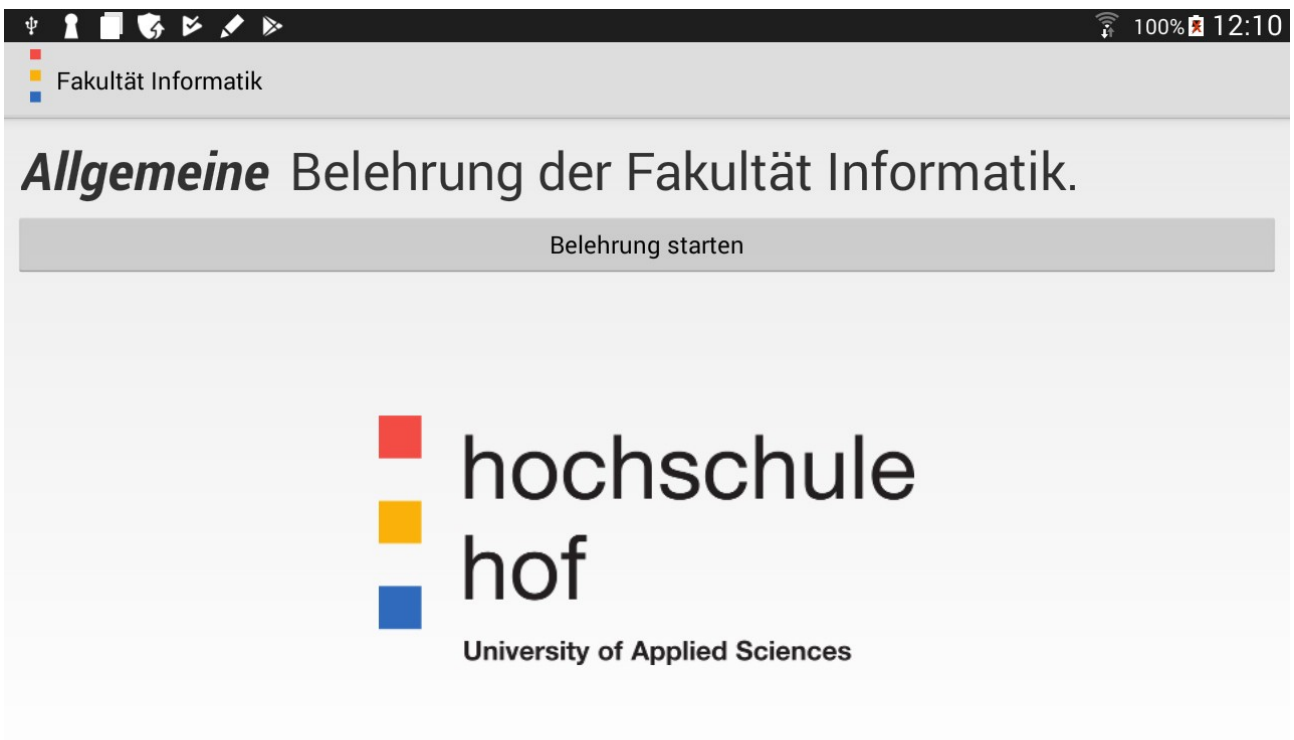 100% 12:10
Fakultät Informatik
Allgemeine Belehrung der Fakultät Informatik.
Belehrung starten
hochschule
hof
University of Applied Sciences